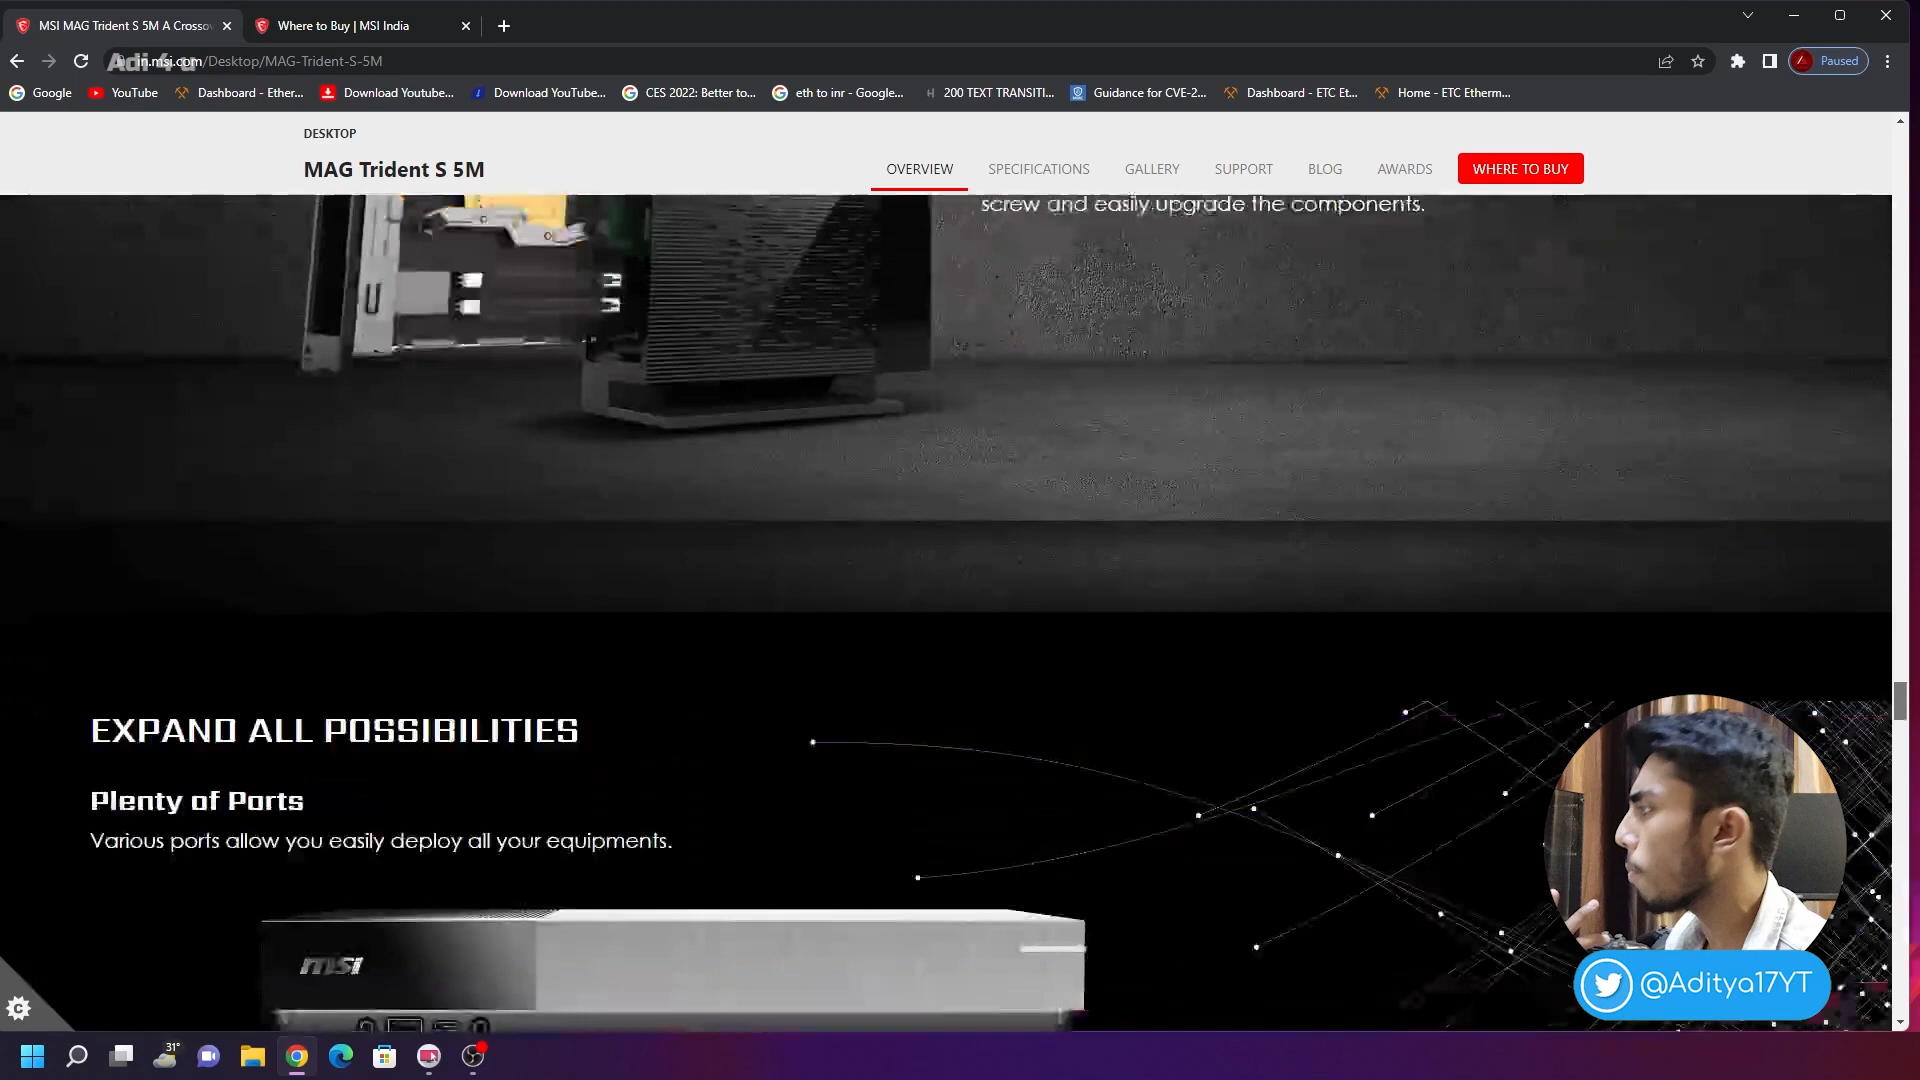 MSI MAG Trident S 5M A Crosso
Where to Buy | MSI India
Adi 4 u
in.msi.com/Desktop/MAG-Trident-S-5M
Paused
Google
YouTube
Dashboard - Ether...
Download Youtube...
Download YouTube...
CES 2022: Better to...
eth to inr - Google...
200 TEXT TRANSITI...
Guidance for CVE-2...
Dashboard - ETC Et...
Home - ETC Etherm...
DESKTOP
MAG Trident S 5M
OVERVIEW
SPECIFICATIONS
GALLERY
SUPPORT
BLOG
AWARDS
WHERE TO BUY
screw and easily upgrade the components.
EXPAND ALL POSSIBILITIES
Plenty of Ports
Various ports allow you easily deploy all your equipments.
msi
@Aditya17YT
31°